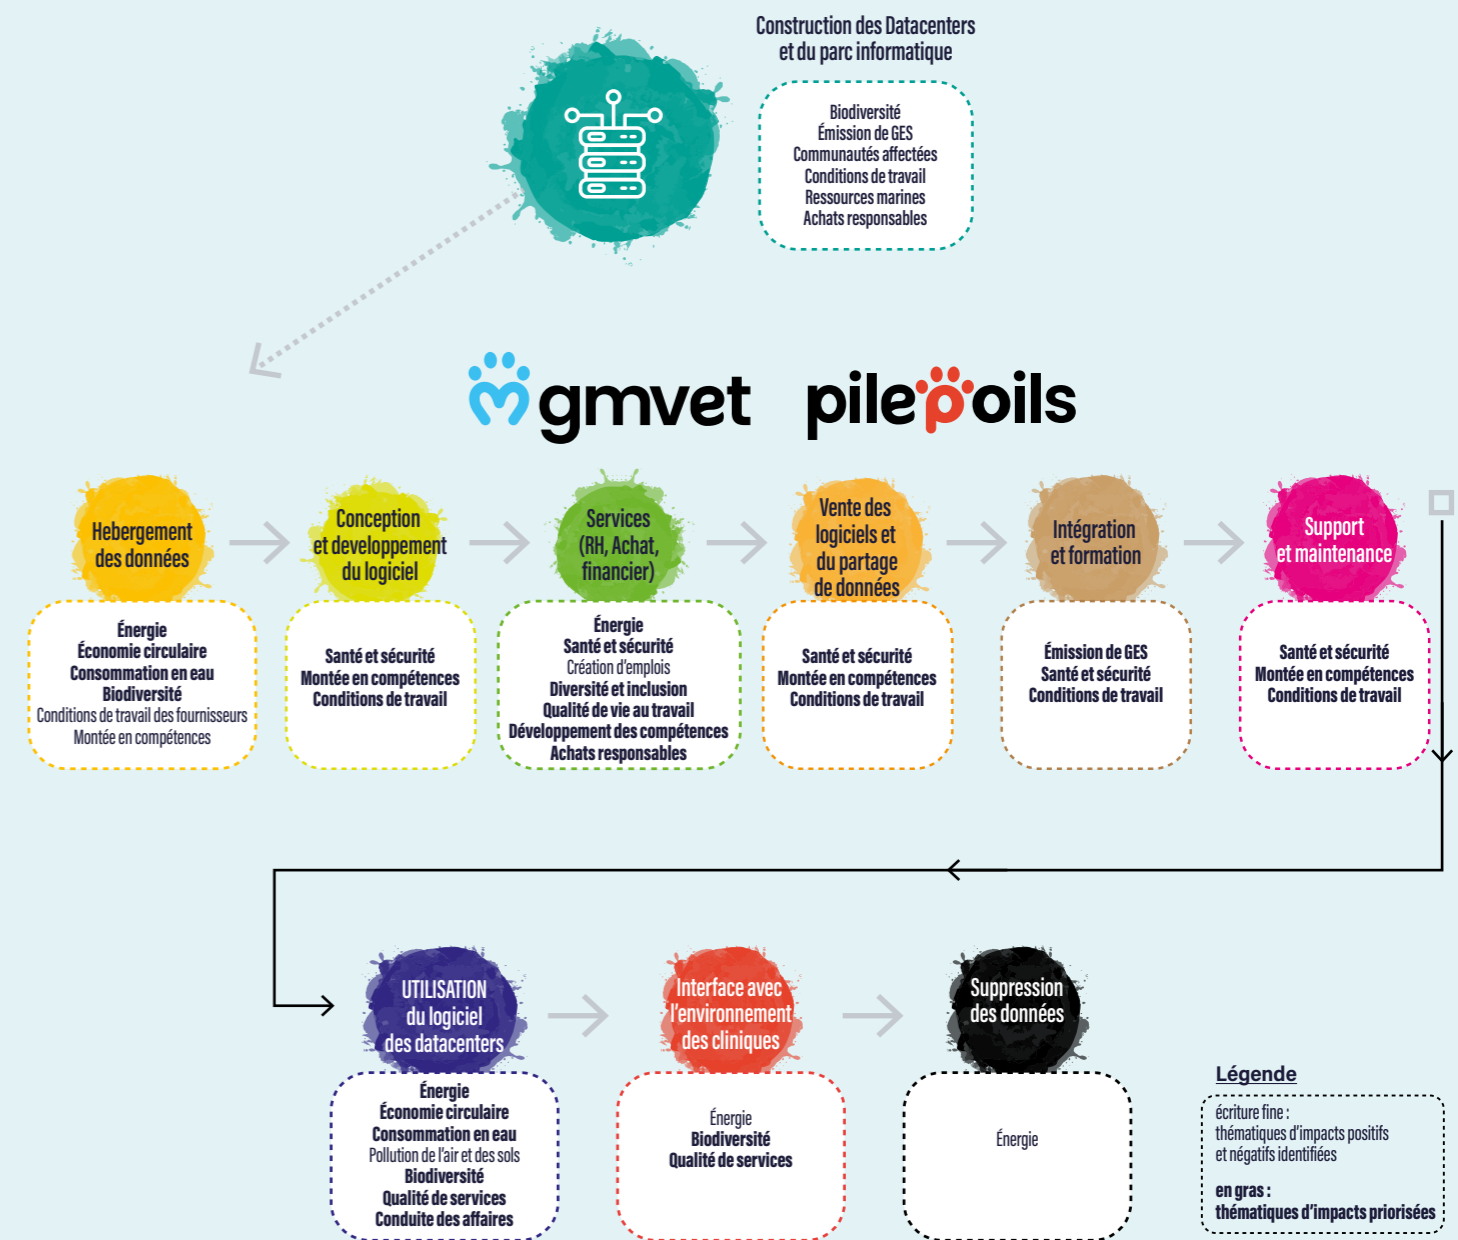 Construction des Datacenters
et du parc informatique
Biodiversité
Émission de GES
Communautés affectées
Conditions de travail
Ressources marines
Achats responsables
gmvet
pilepoils
Hebergement
des données
Énergie
Économie circulaire
Consommation en eau
Biodiversité
Conditions de travail des fournisseurs
Montée en compétences
Conception
et developpement
du logiciel
Santé et sécurité
Montée en compétences
Conditions de travail
Services
(RH, Achat,
financier)
Énergie
Santé et sécurité
Création d'emplois
Diversité et inclusion
Qualité de vie au travail
Développement des compétences
Achats responsables
Vente des
logiciels et
du partage
de données
Santé et sécurité
Montée en compétences
Conditions de travail
Intégration
et formation
Émission de GES
Santé et sécurité
Conditions de travail
Support
et maintenance
Santé et sécurité
Montée en compétences
Conditions de travail
UTILISATION
du logiciel
des datacenters
Énergie
Économie circulaire
Consommation en eau
Pollution de l'air et des sols
Biodiversité
Qualité de services
Conduite des affaires
Interface avec
l'environnement
des cliniques
Énergie
Biodiversité
Qualité de services
Suppression
des données
Énergie
Légende
écriture fine :
thématiques d'impacts positifs
et négatifs identifiées
en gras :
thématiques d'impacts priorisées